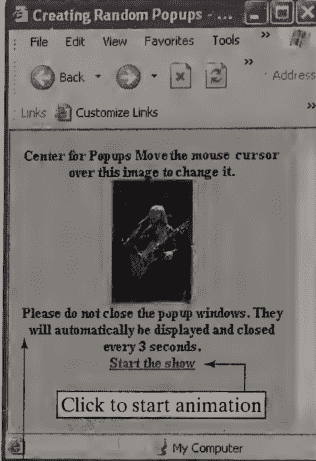 Creating Random Popups - ...
File Edit View Favorites Tools »
Back » Address
Links Customize Links »
Center for Popups Move the mouse cursor
over this image to change it.
Please do not close the popup windows. They
will automatically be displayed and closed
every 3 seconds.
Start the show
Click to start animation
My Computer